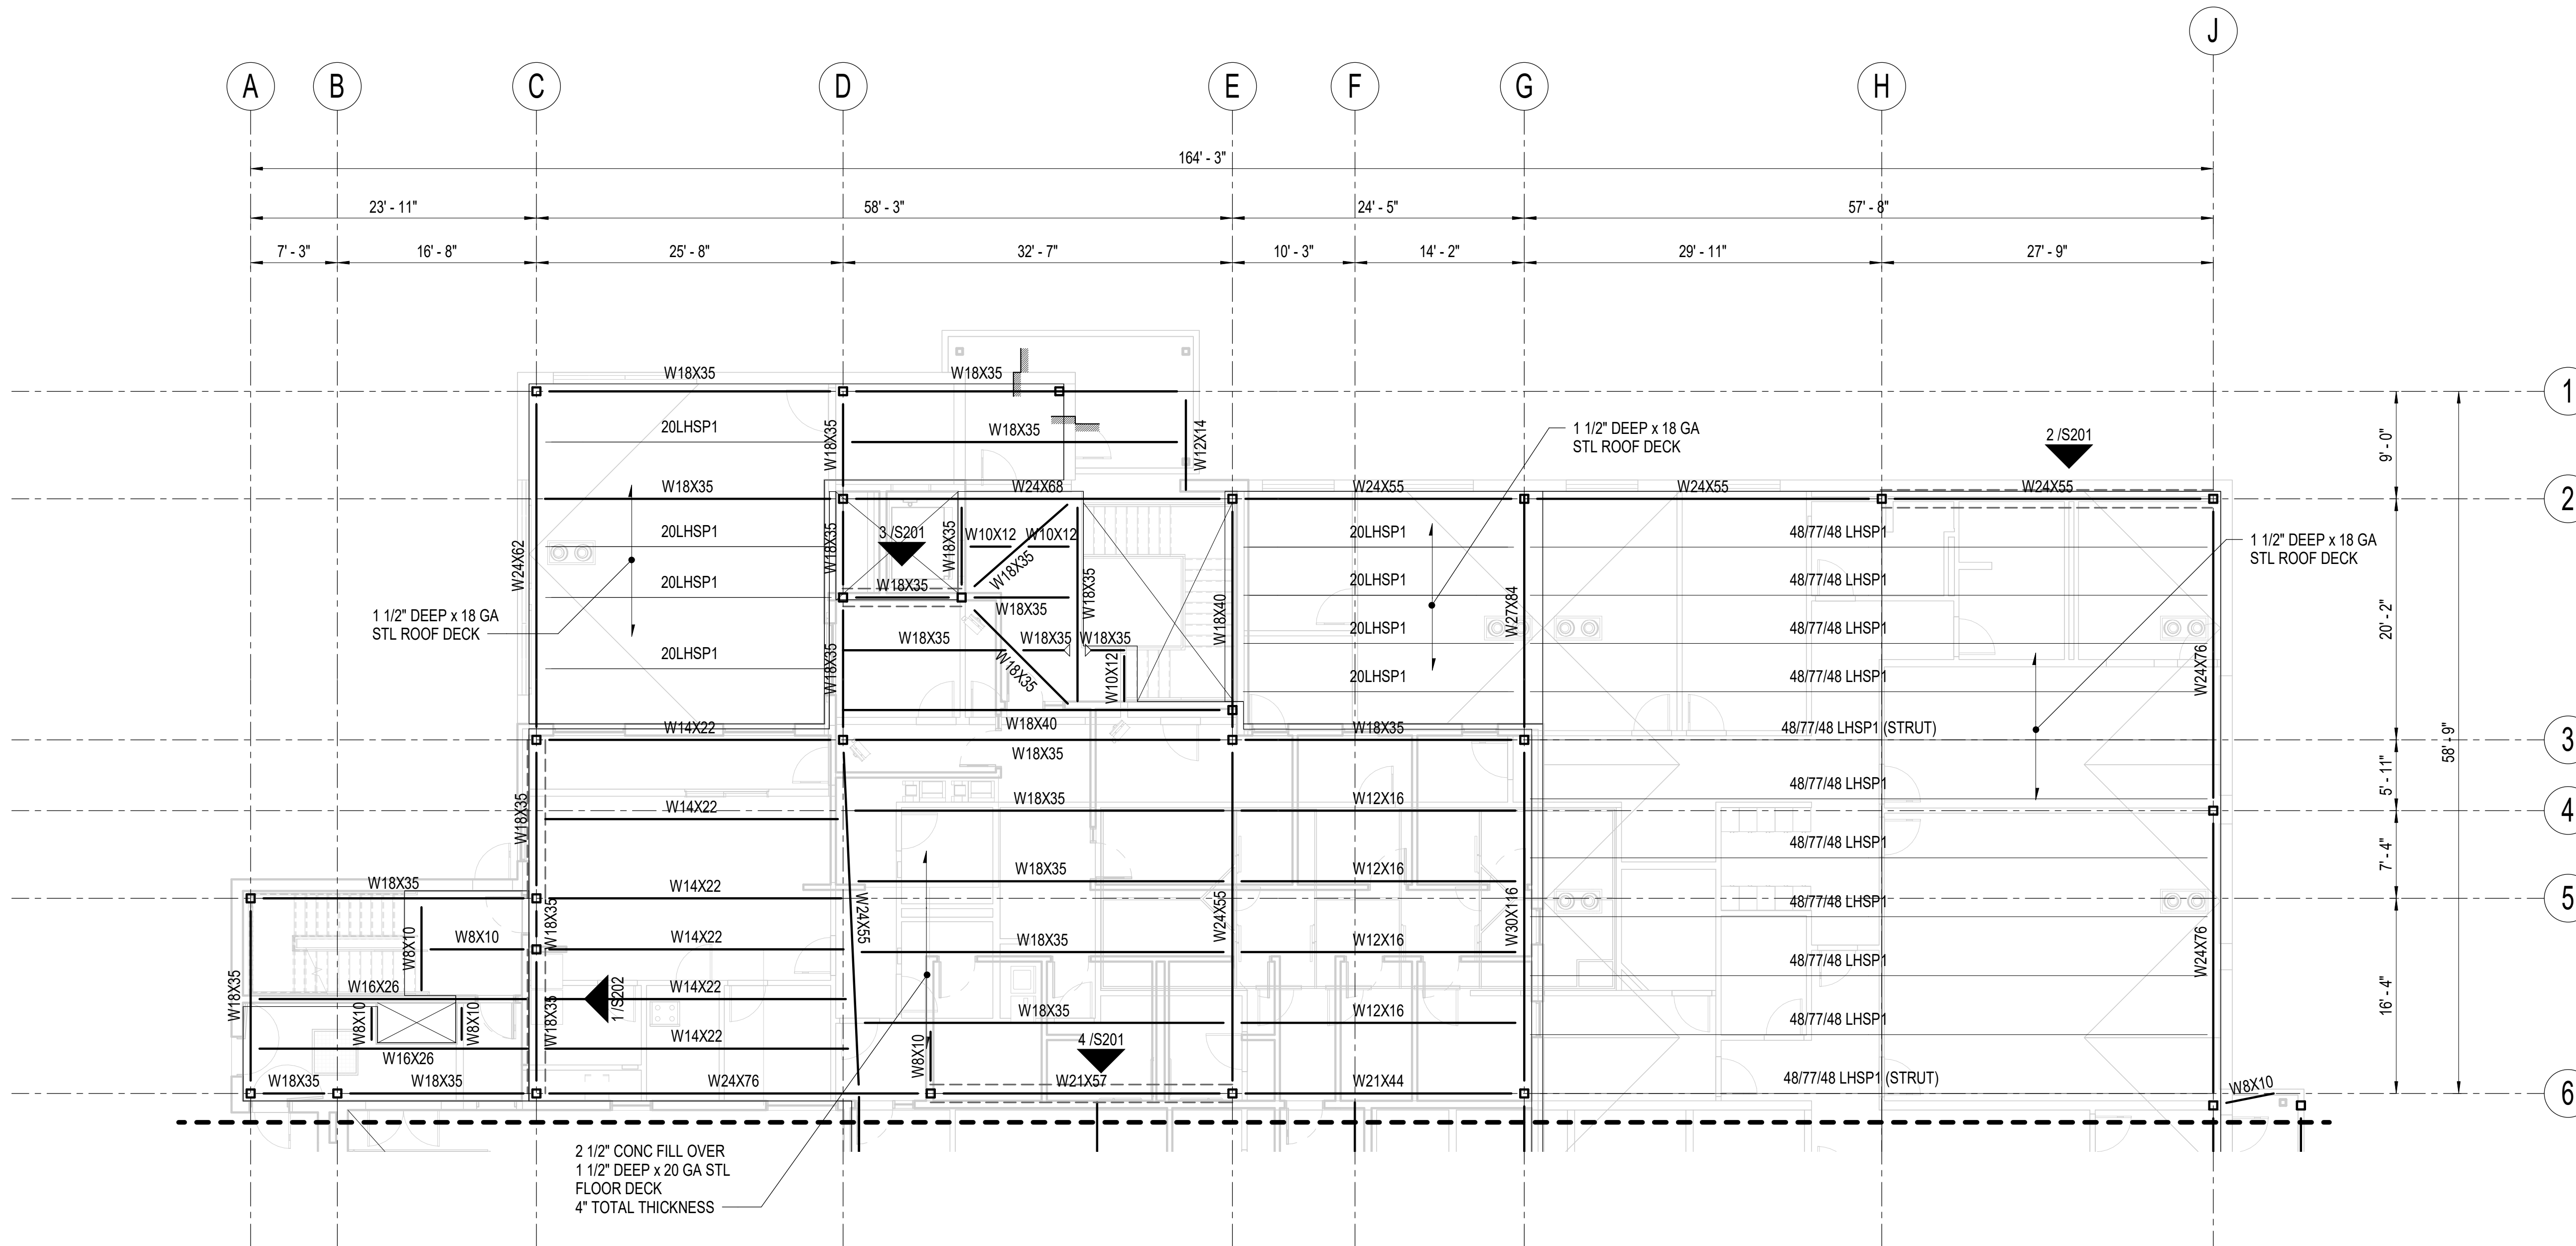 J
A
B
C
D
E
F
G
H
164' - 3"
23' - 11"
58' - 3"
24' - 5"
57' - 8"
7' - 3"
16' - 8"
25' - 8"
32' - 7"
10' - 3"
14' - 2"
29' - 11"
27' - 9"
W18X35
W18X35
1
20LHSP1
W18X35
W18X35
W12X14
1 1/2" DEEP x 18 GA
STL ROOF DECK
2 /S201
9' - 0"
W18X35
W24X68
W24X55
W24X55
W24X55
2
W24X62
20LHSP1
W18X35
3 /S201
W18X35
W10X12
W10X12
W18X35
20LHSP1
48/77/48 LHSP1
1 1/2" DEEP x 18 GA
STL ROOF DECK
20LHSP1
W18X35
W18X35
W18X35
20LHSP1
48/77/48 LHSP1
W18X40
W27X84
20' - 2"
1 1/2" DEEP x 18 GA
STL ROOF DECK
20LHSP1
W18X35
W18X35
W18X35
W18X35
W18X35
W10X12
20LHSP1
48/77/48 LHSP1
20LHSP1
48/77/48 LHSP1
W24X76
W14X22
W18X40
W18X35
48/77/48 LHSP1 (STRUT)
3
58' - 9"
W18X35
5' - 11"
W18X35
W14X22
W18X35
W12X16
48/77/48 LHSP1
4
48/77/48 LHSP1
7' - 4"
W18X35
W14X22
W18X35
W12X16
48/77/48 LHSP1
5
W18X35
W24X55
W24X55
W30X116
W8X10
W8X10
W14X22
W18X35
W12X16
48/77/48 LHSP1
W24X76
W18X35
W16X26
1 /S202
W14X22
16' - 4"
W8X10
W8X10
W18X35
W14X22
W18X35
W12X16
48/77/48 LHSP1
W16X26
W8X10
4 /S201
W18X35
W18X35
W24X76
W21X57
W21X44
48/77/48 LHSP1 (STRUT)
W8X10
6
2 1/2" CONC FILL OVER
1 1/2" DEEP x 20 GA STL
FLOOR DECK
4" TOTAL THICKNESS